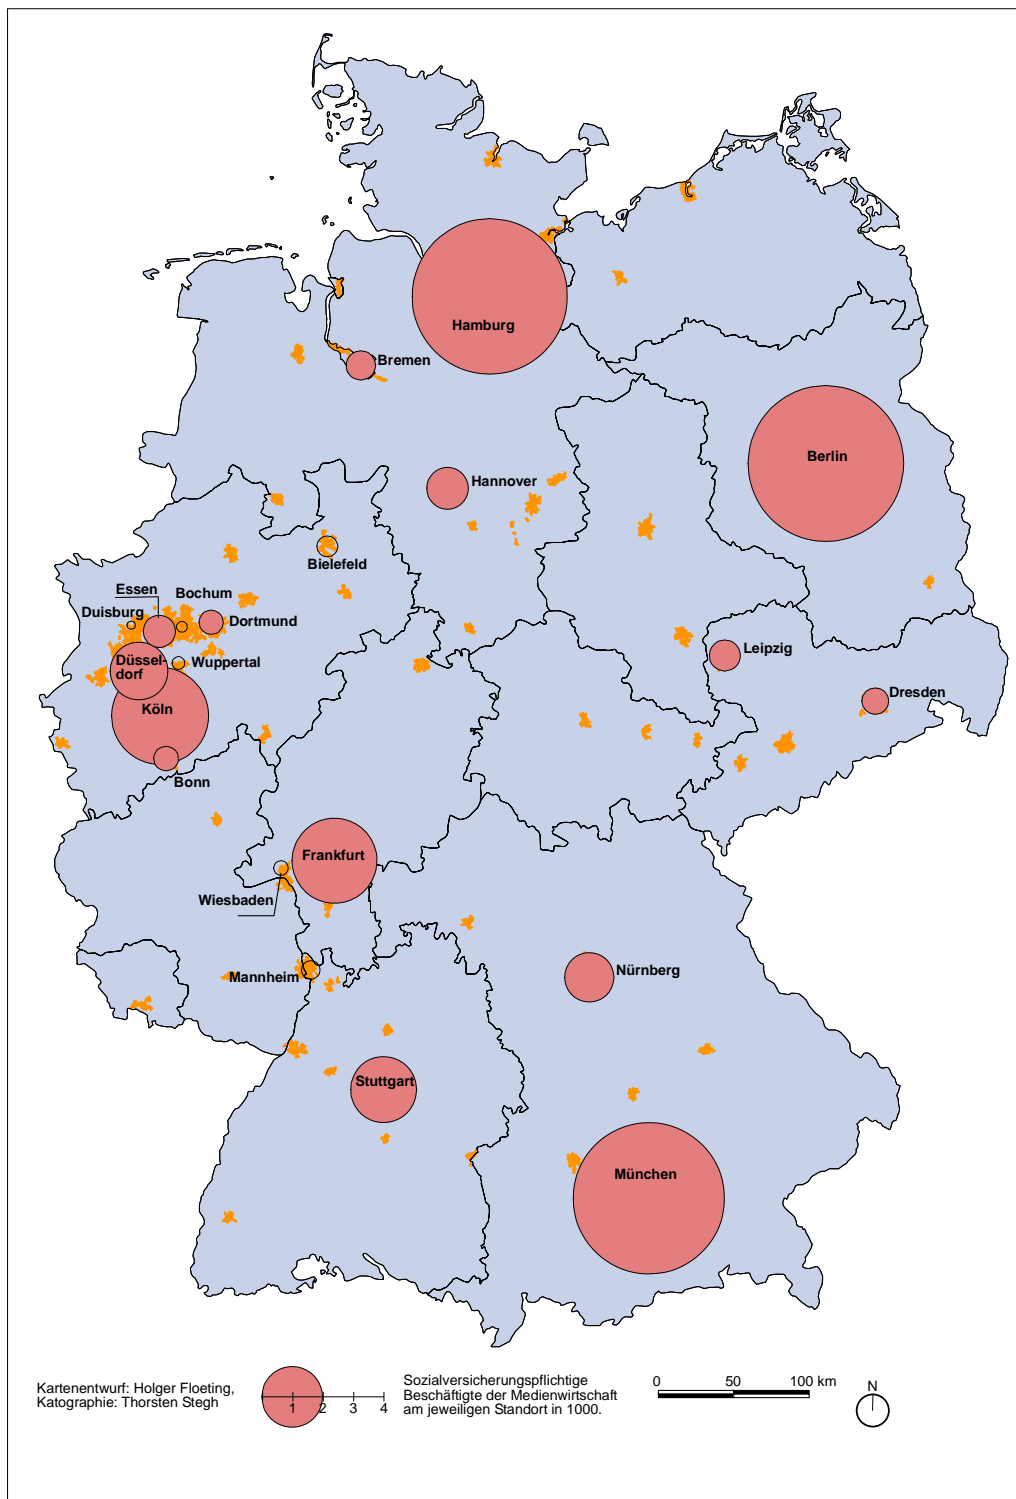 Hamburg
Bremen
Berlin
Hannover
Bielefeld
Essen
Bochum
Duisburg
Dortmund
Düssel-
dorf
Wuppertal
Leipzig
Dresden
Köln
Bonn
Frankfurt
Wiesbaden
Mannheim
Nürnberg
Stuttgart
München
Kartenentwurf: Holger Floeting,
Katographie: Thorsten Stegh
1 2 3 4
Sozialversicherungspflichtige
Beschäftigte der Medienwirtschaft
am jeweiligen Standort in 1000.
0 50 100 km
N